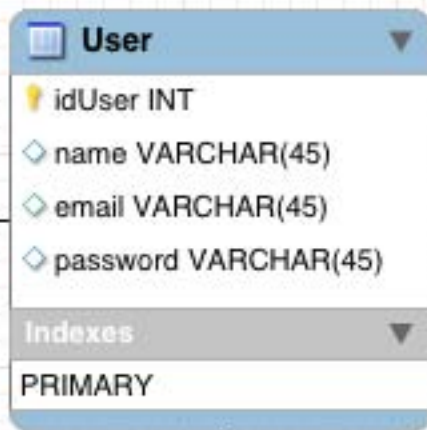 User
idUser INT
name VARCHAR(45)
email VARCHAR(45)
password VARCHAR(45)
Indexes
PRIMARY